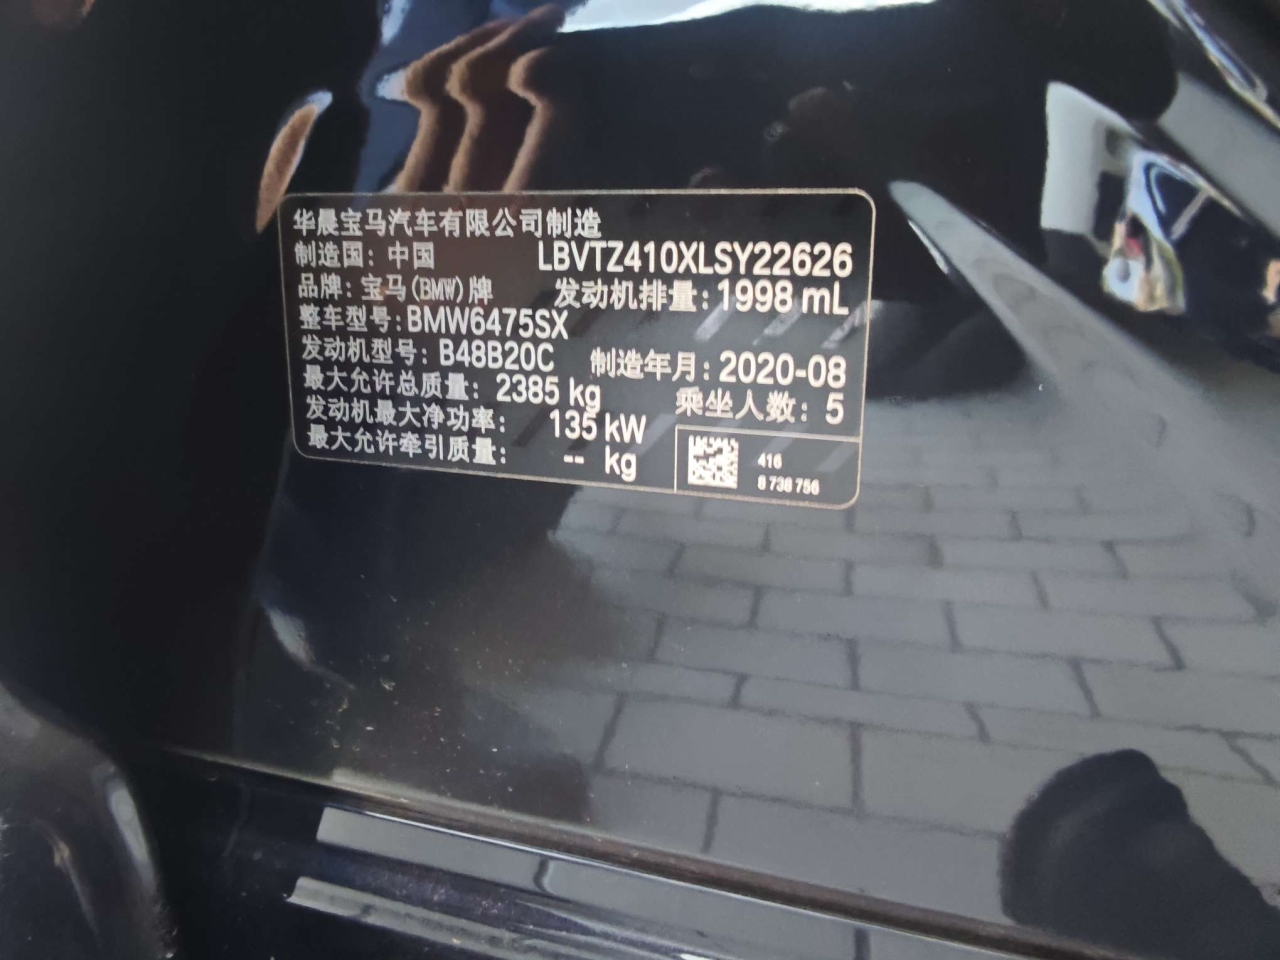 华晨宝马汽车有限公司制造
制造国：中国 LBVTZ410XLSY22626
品牌：宝马(BMW)牌 发动机排量：1998 mL
整车型号：BMW6475SX
发动机型号：B48B20C 制造年月：2020-08
最大允许总质量：2385 kg 乘坐人数：5
发动机最大净功率：135 kW
最大允许牵引质量：-- kg
416
8 738 756